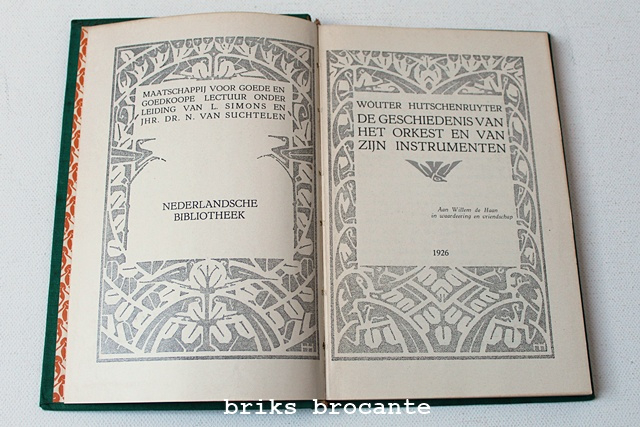 MAATSCHAPPIJ VOOR GOEDE EN
GOEDKOOPE LECTUUR ONDER
LEIDING VAN L. SIMONS EN
JHR. DR. N. VAN SUCHTELEN
NEDERLANDSCHE
BIBLIOTHEEK
WOUTER HUTSCHENRUYTER
DE GESCHIEDENIS VAN
HET ORKEST EN VAN
ZIJN INSTRUMENTEN
Aan Willem de Haan
in waardeering en vriendschap
1926
briks brocante